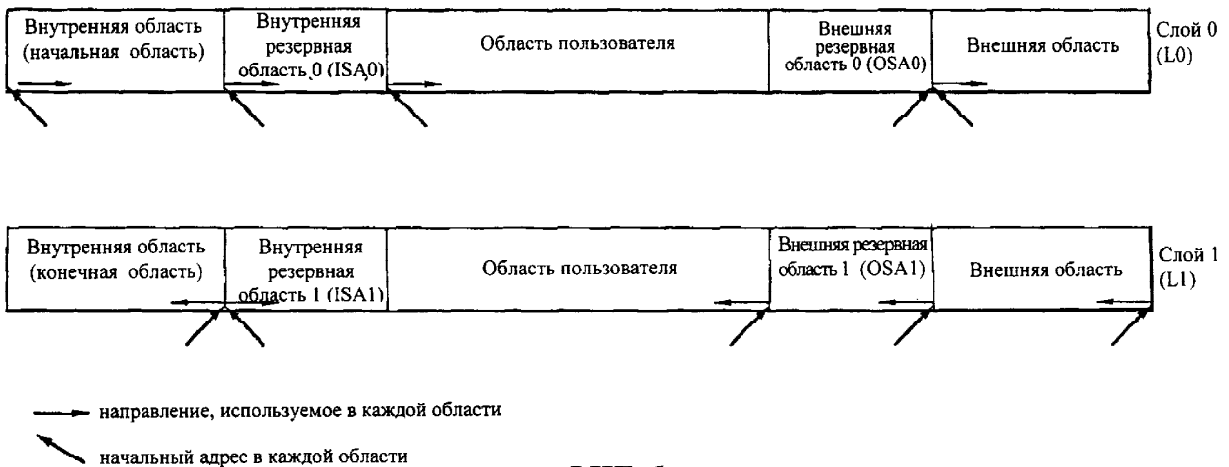 Внутренняя область
(начальная область)
Внутренняя
резервная
область 0 (ISA0)
Область пользователя
Внешняя
резервная
область 0 (OSA0)
Внешняя область
Слой 0
(L0)
Внутренняя область
(конечная область)
Внутренняя
резервная
область 1 (ISA1)
Область пользователя
Внешняя резервная
область 1 (OSA1)
Внешняя область
Слой 1
(L1)
направление, используемое в каждой области
начальный адрес в каждой области